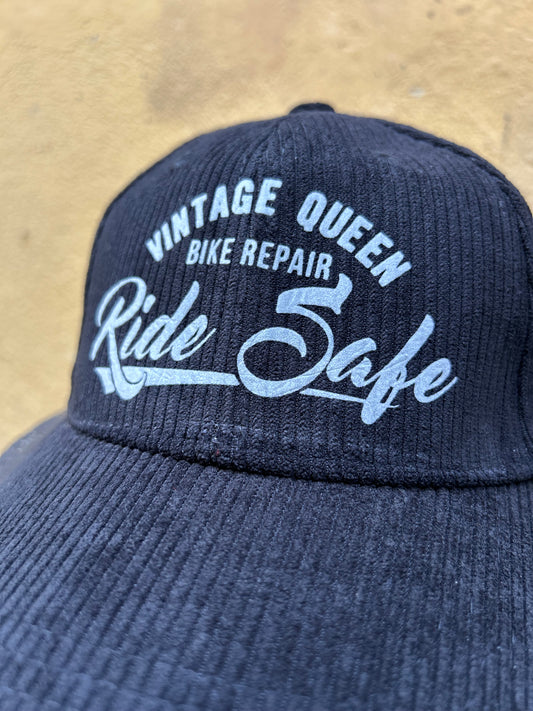 VINTAGE QUEEN
BIKE REPAIR
Ride Safe